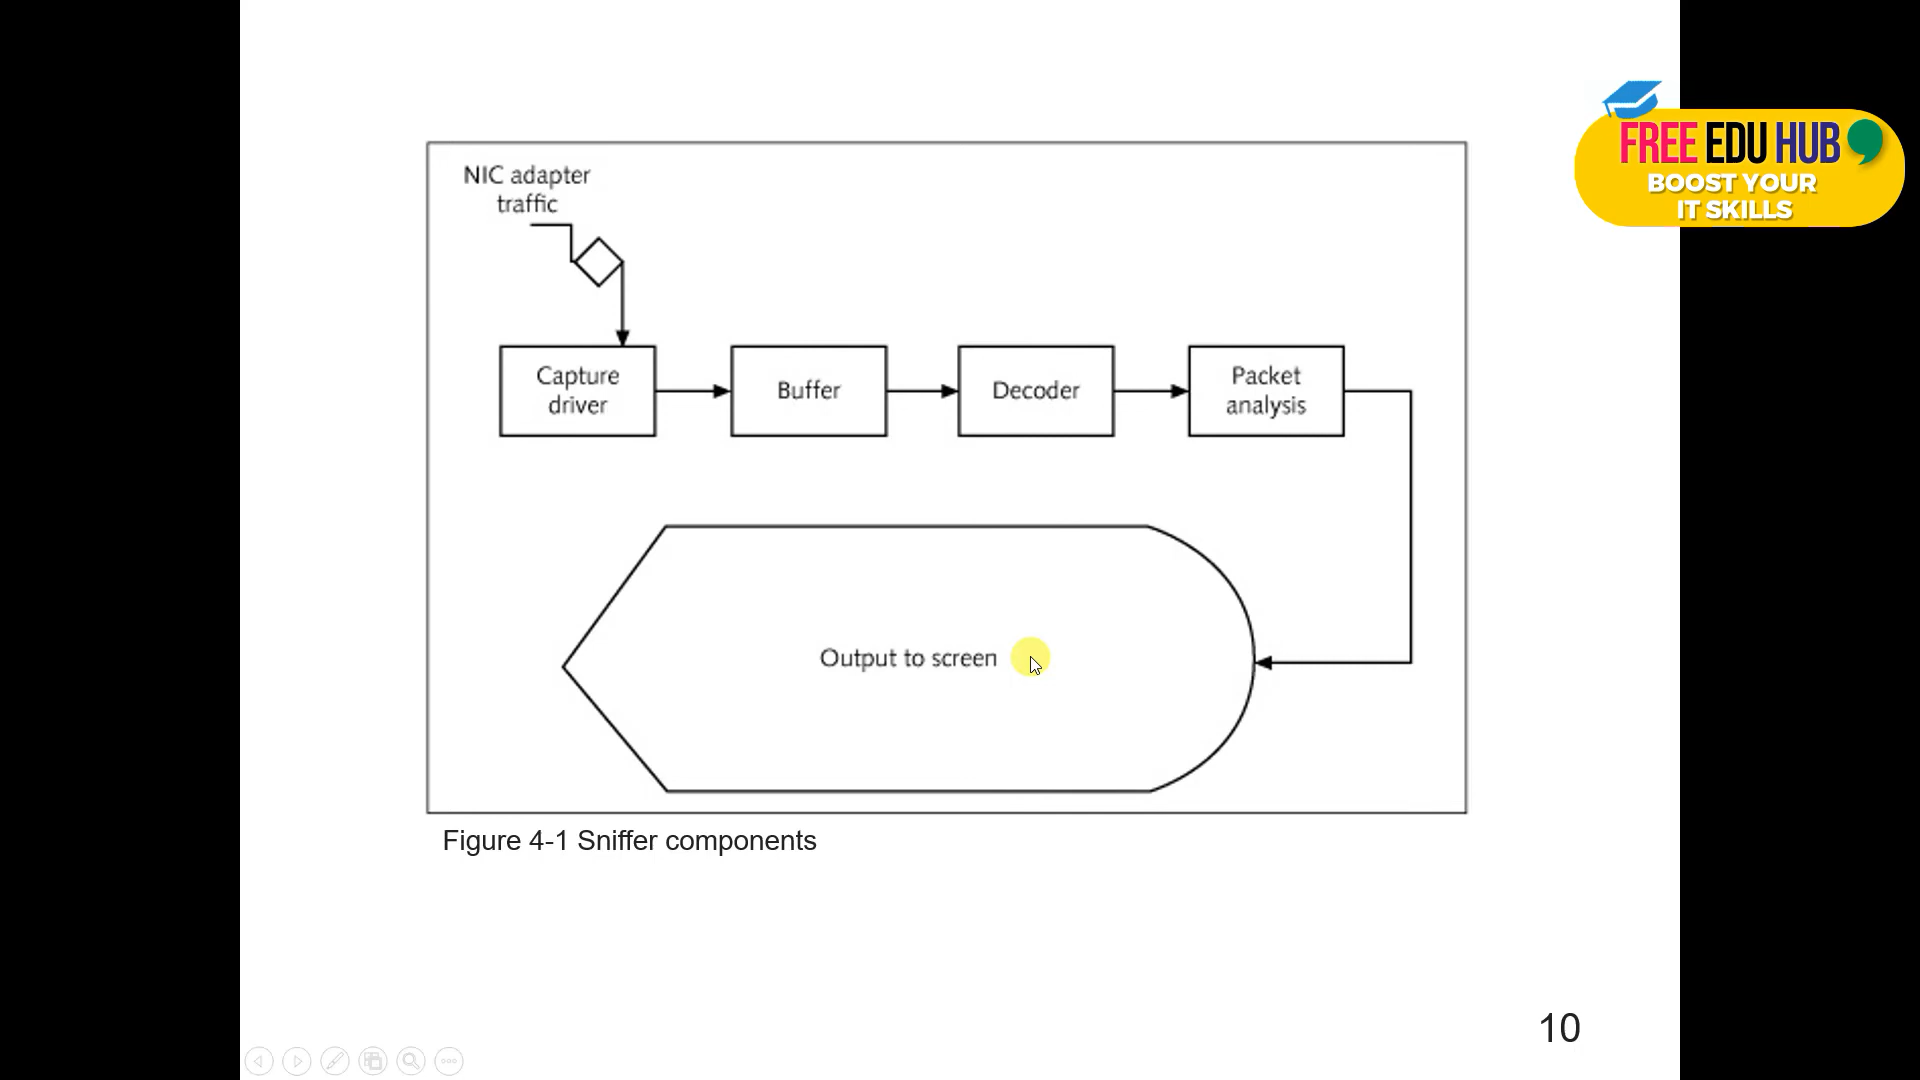 FREE EDU HUB
BOOST YOUR
IT SKILLS
NIC adapter
traffic
Capture
driver
Buffer
Decoder
Packet
analysis
Output to screen
Figure 4-1 Sniffer components
10